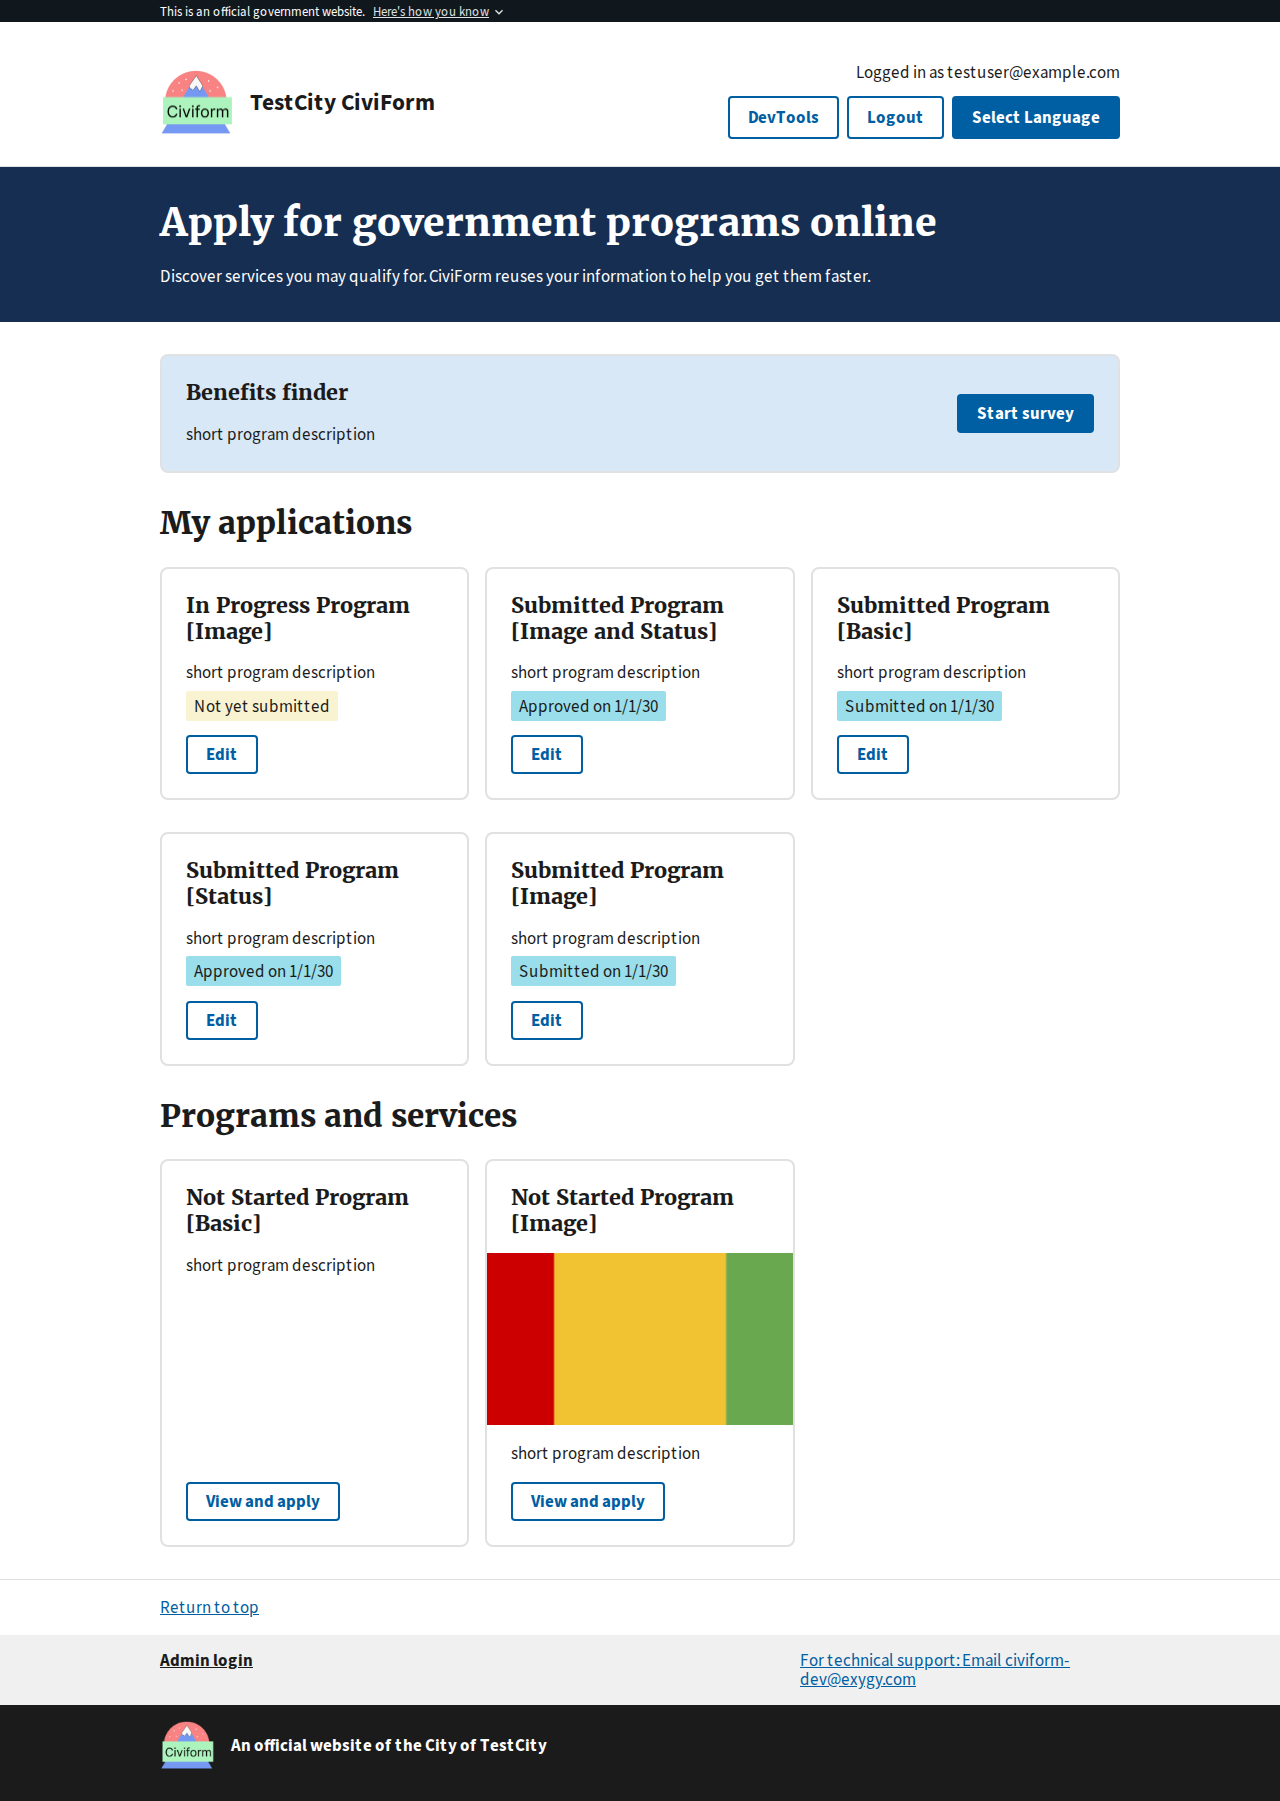 This is an official government website. Here's how you know
Logged in as testuser@example.com
Civiform
TestCity CiviForm
DevTools
Logout
Select Language
Apply for government programs online
Discover services you may qualify for. CiviForm reuses your information to help you get them faster.
Benefits finder
short program description
Start survey
My applications
In Progress Program
[Image]
short program description
Not yet submitted
Edit
Submitted Program
[Image and Status]
short program description
Approved on 1/1/30
Edit
Submitted Program
[Basic]
short program description
Submitted on 1/1/30
Edit
Submitted Program
[Status]
short program description
Approved on 1/1/30
Edit
Submitted Program
[Image]
short program description
Submitted on 1/1/30
Edit
Programs and services
Not Started Program
[Basic]
short program description
View and apply
Not Started Program
[Image]
short program description
View and apply
Return to top
Admin login
For technical support: Email civiform-
dev@exygy.com
Civiform
An official website of the City of TestCity